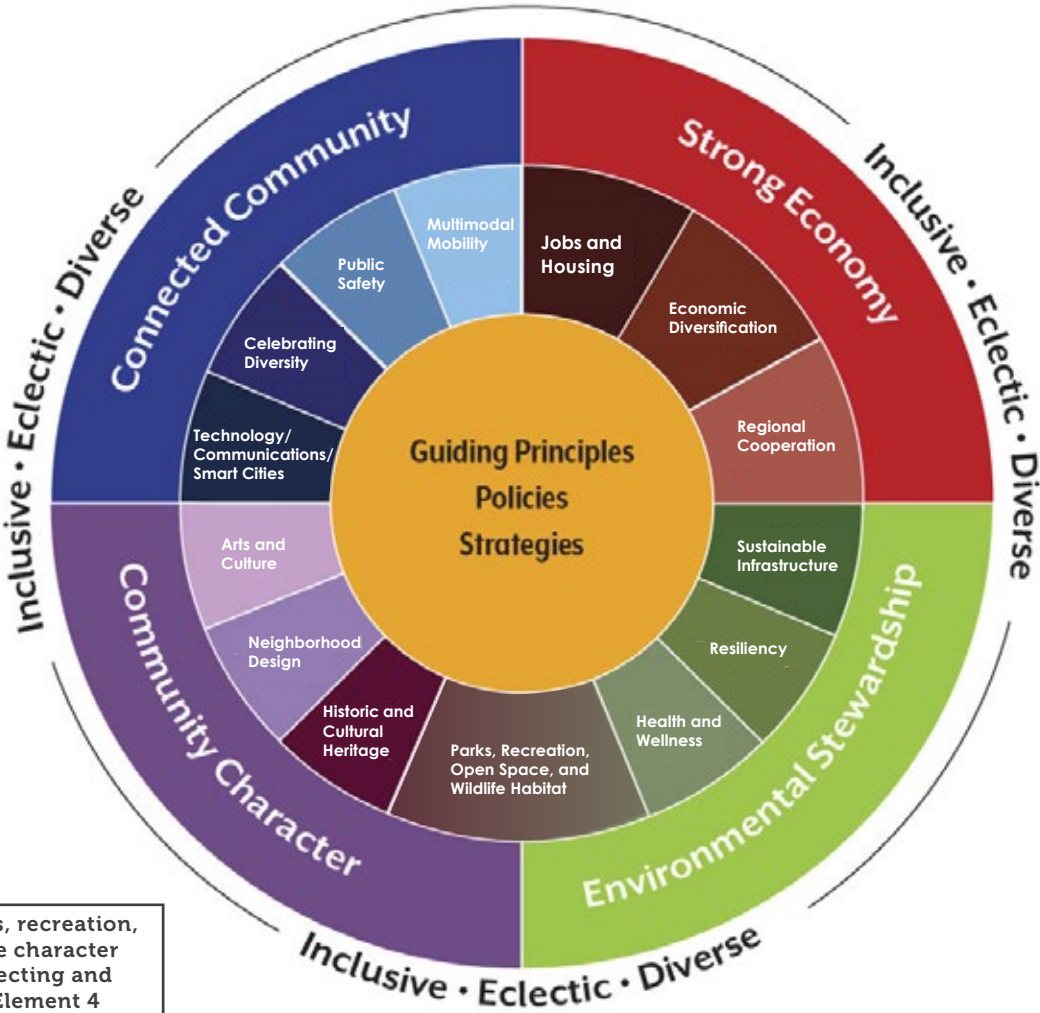 Inclusive • Eclectic • Diverse
Inclusive • Eclectic • Diverse
Inclusive • Eclectic • Diverse
Connected Community
Strong Economy
Community Character
Environmental Stewardship
Multimodal
Mobility
Public
Safety
Celebrating
Diversity
Technology/
Communications/
Smart Cities
Jobs and
Housing
Economic
Diversification
Regional
Cooperation
Guiding Principles
Policies
Strategies
Arts and
Culture
Neighborhood
Design
Historic and
Cultural
Heritage
Parks, Recreation,
Open Space, and
Wildlife Habitat
Health and
Wellness
Resiliency
Sustainable
Infrastructure
recreation,
character
and
Element 4